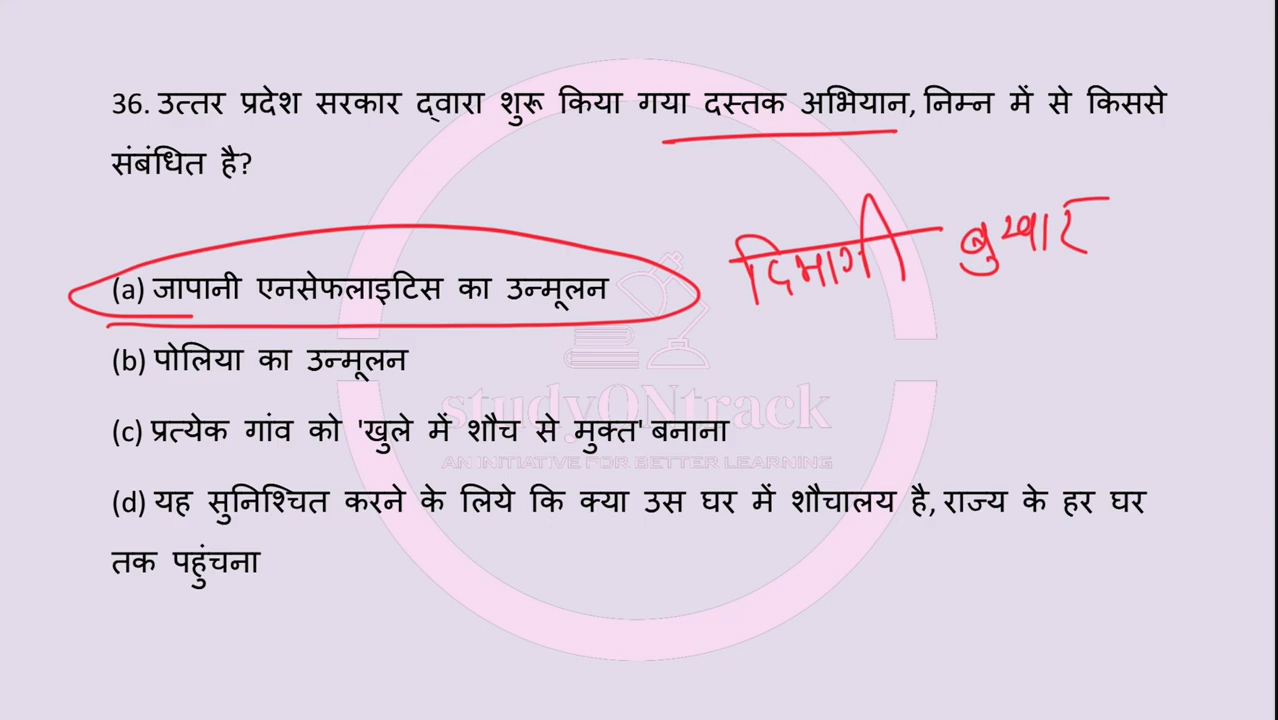 36. उत्तर प्रदेश सरकार द्वारा शुरू किया गया दस्तक अभियान, निम्न में से किससे
संबंधित है?
दिमागी बुखार
(a) जापानी एनसेफलाइटिस का उन्मूलन
(b) पोलिया का उन्मूलन
studyONtrack
(c) प्रत्येक गांव को 'खुले में शौच से मुक्त' बनाना
AN INITIATIVE FOR BETTER LEARNING
(d) यह सुनिश्चित करने के लिये कि क्या उस घर में शौचालय है, राज्य के हर घर
तक पहुंचना